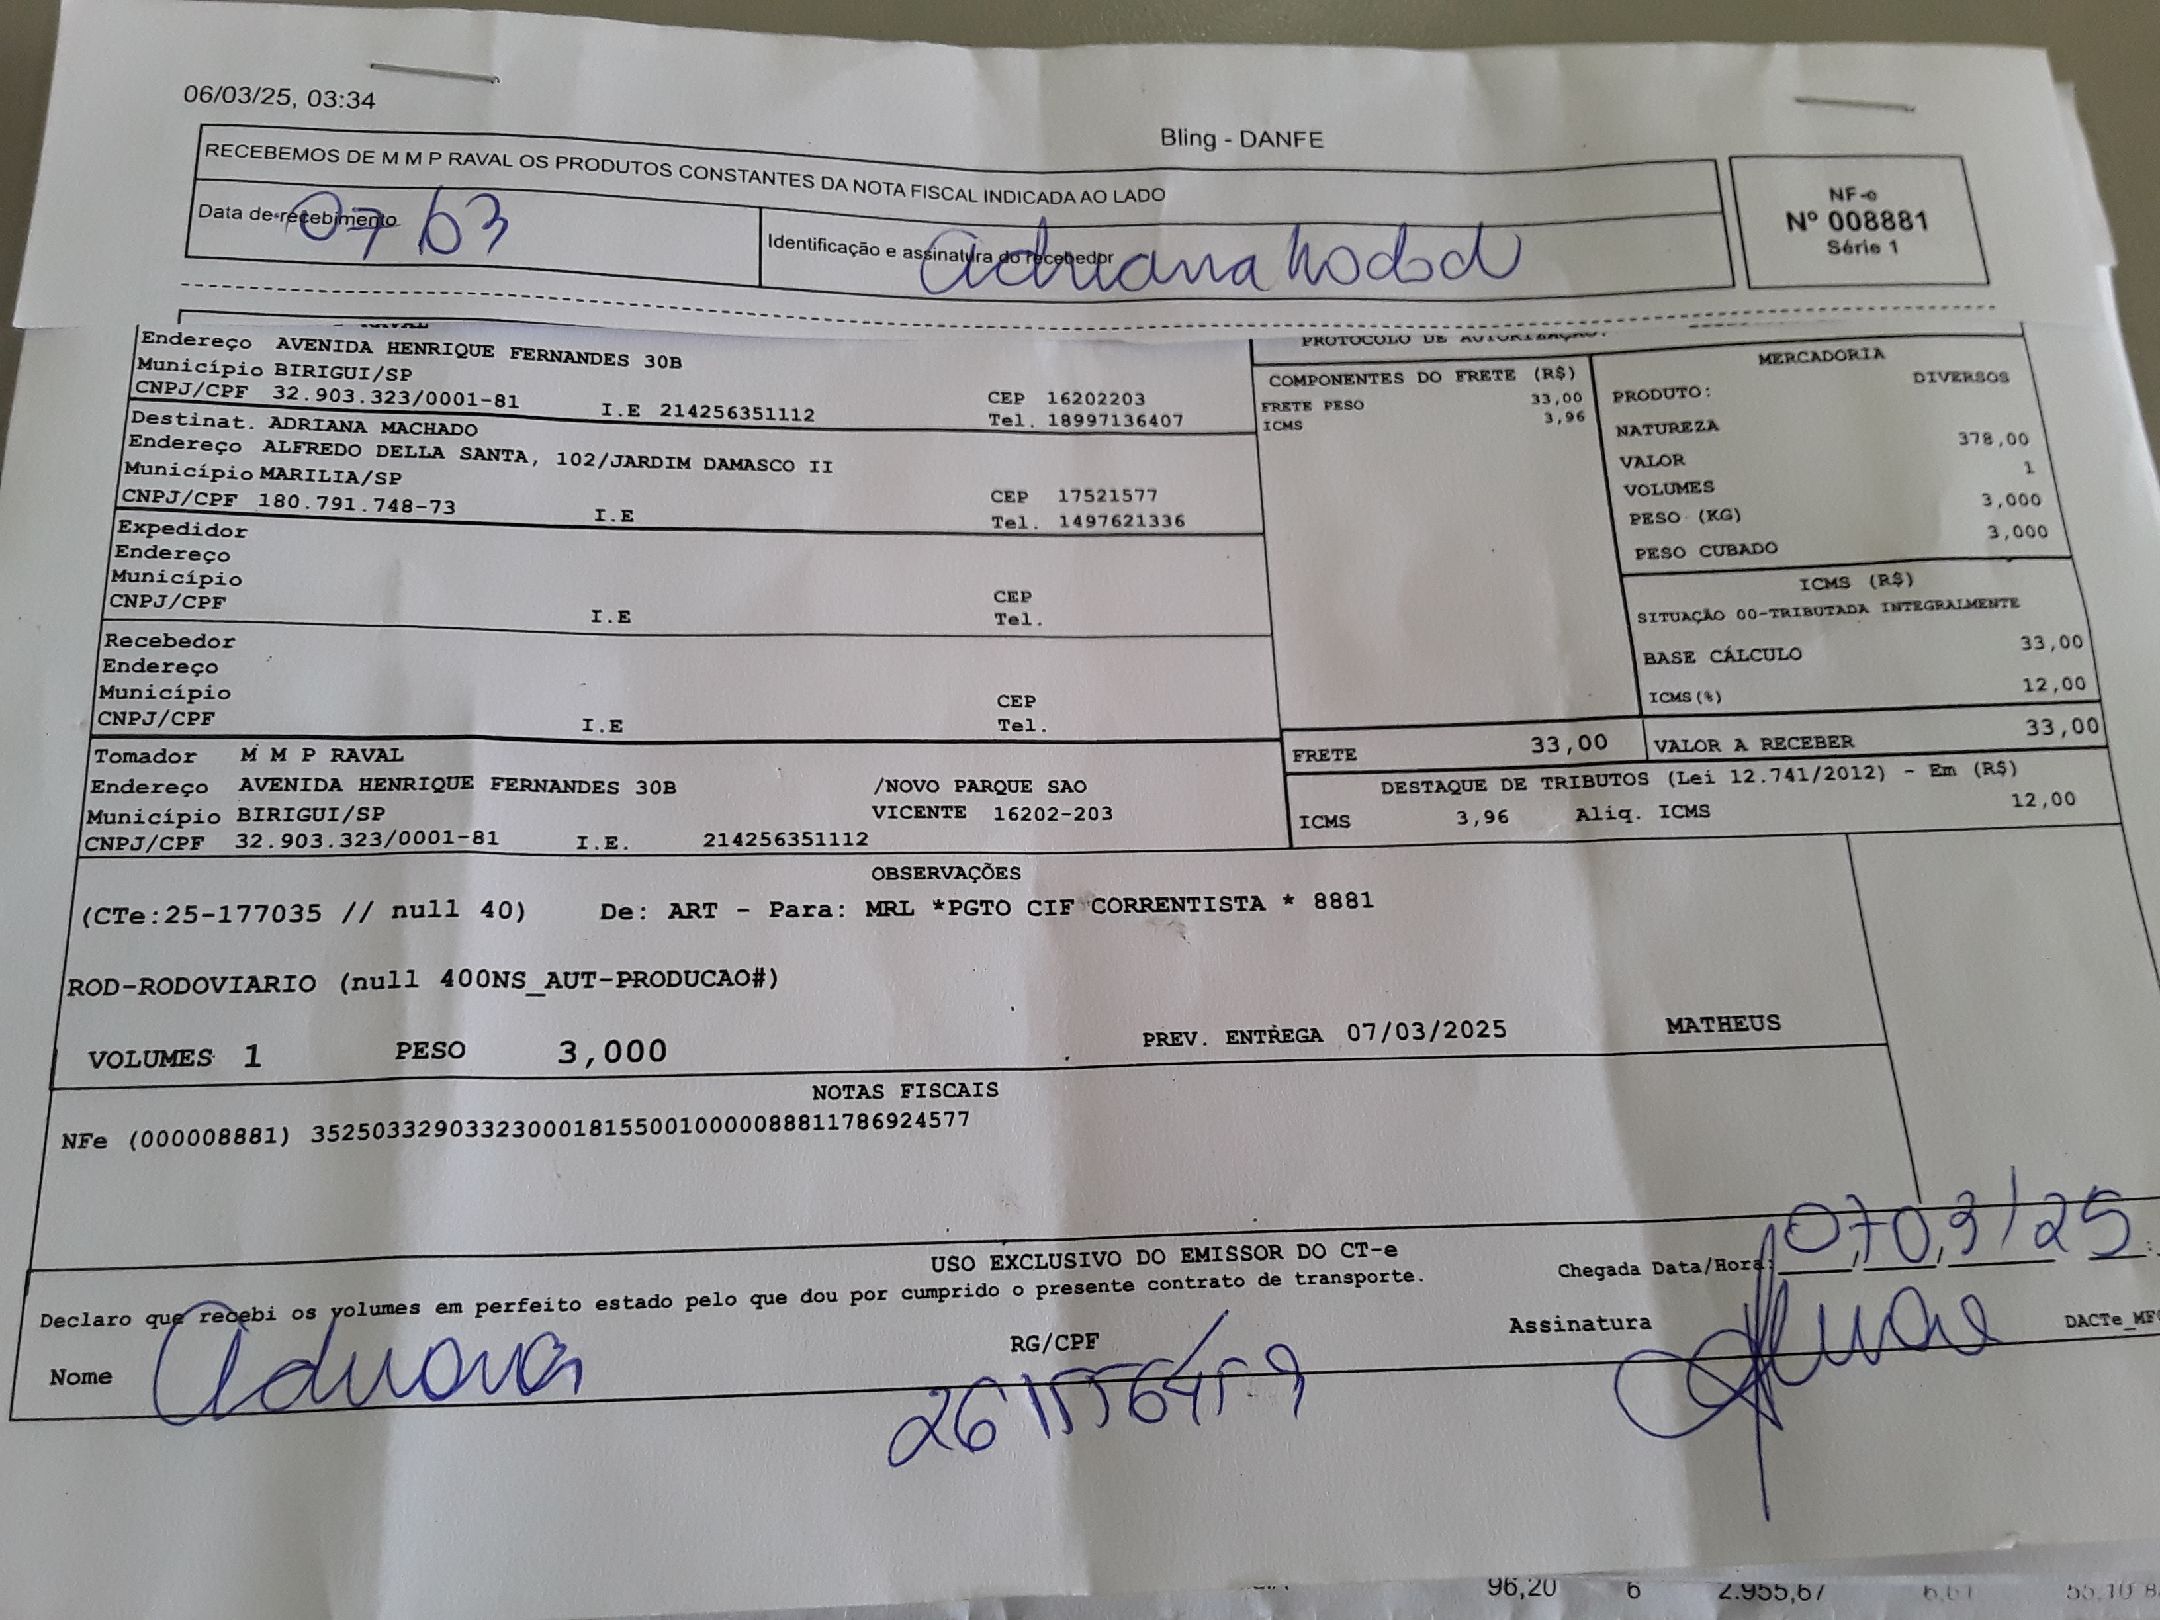 06/03/25, 03:34
Bling - DANFE
RECEBEMOS DE M M P RAVAL OS PRODUTOS CONSTANTES DA NOTA FISCAL INDICADA AO LADO
Data de recebimento 07 03
Identificação e assinatura do recebedor Adriana
NF-e
Nº 008881
Série 1
RAVAL
Endereço AVENIDA HENRIQUE FERNANDES 30B
Município BIRIGUI/SP CEP 16202203
CNPJ/CPF 32.903.323/0001-81 I.E 214256351112 Tel. 18997136407
Destinat. ADRIANA MACHADO
Endereço ALFREDO DELLA SANTA, 102/JARDIM DAMASCO II
Município MARILIA/SP CEP 17521577
CNPJ/CPF 180.791.748-73 I.E Tel. 1497621336
Expedidor
Endereço
Município CEP
CNPJ/CPF I.E Tel.
Recebedor
Endereço
Município CEP
CNPJ/CPF I.E Tel.
Tomador M M P RAVAL
Endereço AVENIDA HENRIQUE FERNANDES 30B /NOVO PARQUE SAO
Município BIRIGUI/SP VICENTE 16202-203
CNPJ/CPF 32.903.323/0001-81 I.E. 214256351112
PROTOCOLO DE AUTORIZAÇÃO:
COMPONENTES DO FRETE (R$)
FRETE PESO 33,00
ICMS 3,96
MERCADORIA
PRODUTO: DIVERSOS
NATUREZA
VALOR 378,00
VOLUMES 1
PESO (KG) 3,000
PESO CUBADO 3,000
ICMS (R$)
SITUAÇÃO 00-TRIBUTADA INTEGRALMENTE
BASE CÁLCULO 33,00
ICMS(%) 12,00
FRETE 33,00 VALOR A RECEBER 33,00
DESTAQUE DE TRIBUTOS (Lei 12.741/2012) - Em (R$)
ICMS 3,96 Aliq. ICMS 12,00
OBSERVAÇÕES
(CTe:25-177035 // null 40) De: ART - Para: MRL *PGTO CIF CORRENTISTA * 8881
ROD-RODOVIARIO (null 400NS_AUT-PRODUCAO#)
VOLUMES 1 PESO 3,000 PREV. ENTREGA 07/03/2025 MATHEUS
NOTAS FISCAIS
NFe (000008881) 35250332903323000181550010000088811786924577
USO EXCLUSIVO DO EMISSOR DO CT-e
Declaro que recebi os volumes em perfeito estado pelo que dou por cumprido o presente contrato de transporte.
Chegada Data/Hora: 07,03/25
Nome Adriana RG/CPF Assinatura
DACTe_MF
96,20 6 2.955,67 6,61